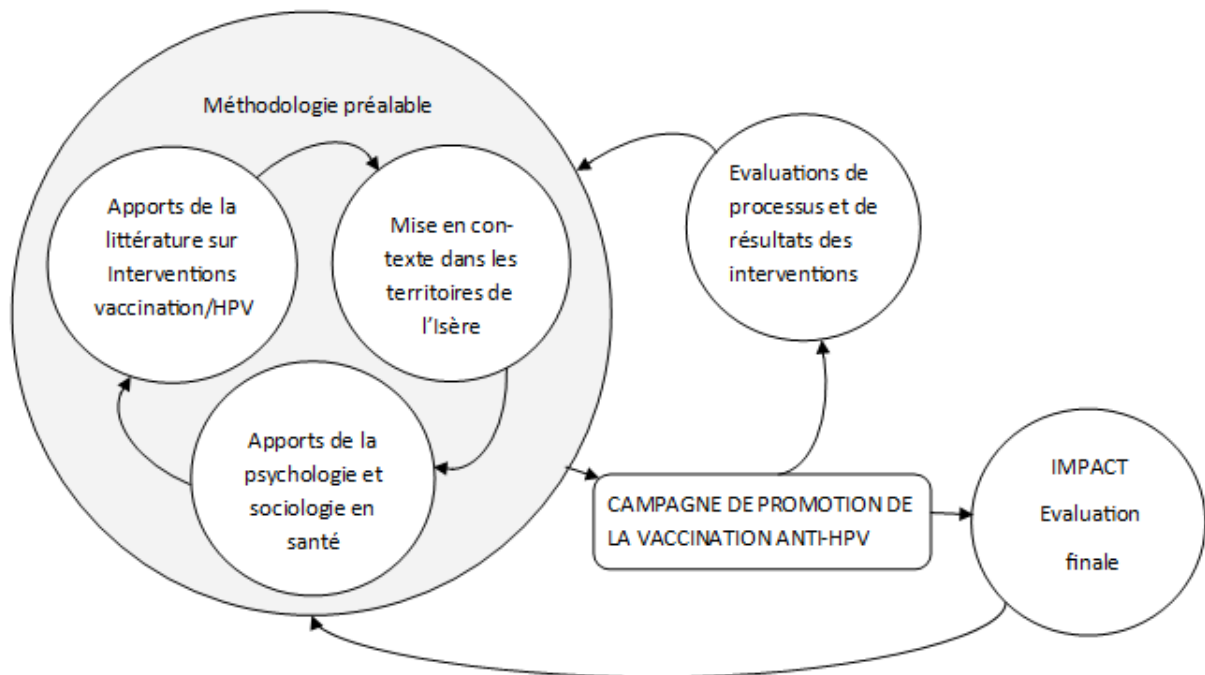 Méthodologie préalable
Apports de la
littérature sur
Interventions
vaccination/HPV
Mise en con-
texte dans les
territoires de
l'Isère
Apports de la
psychologie et
sociologie en
santé
Evaluations de
processus et de
résultats des
interventions
CAMPAGNE DE PROMOTION DE
LA VACCINATION ANTI-HPV
IMPACT
Evaluation
finale